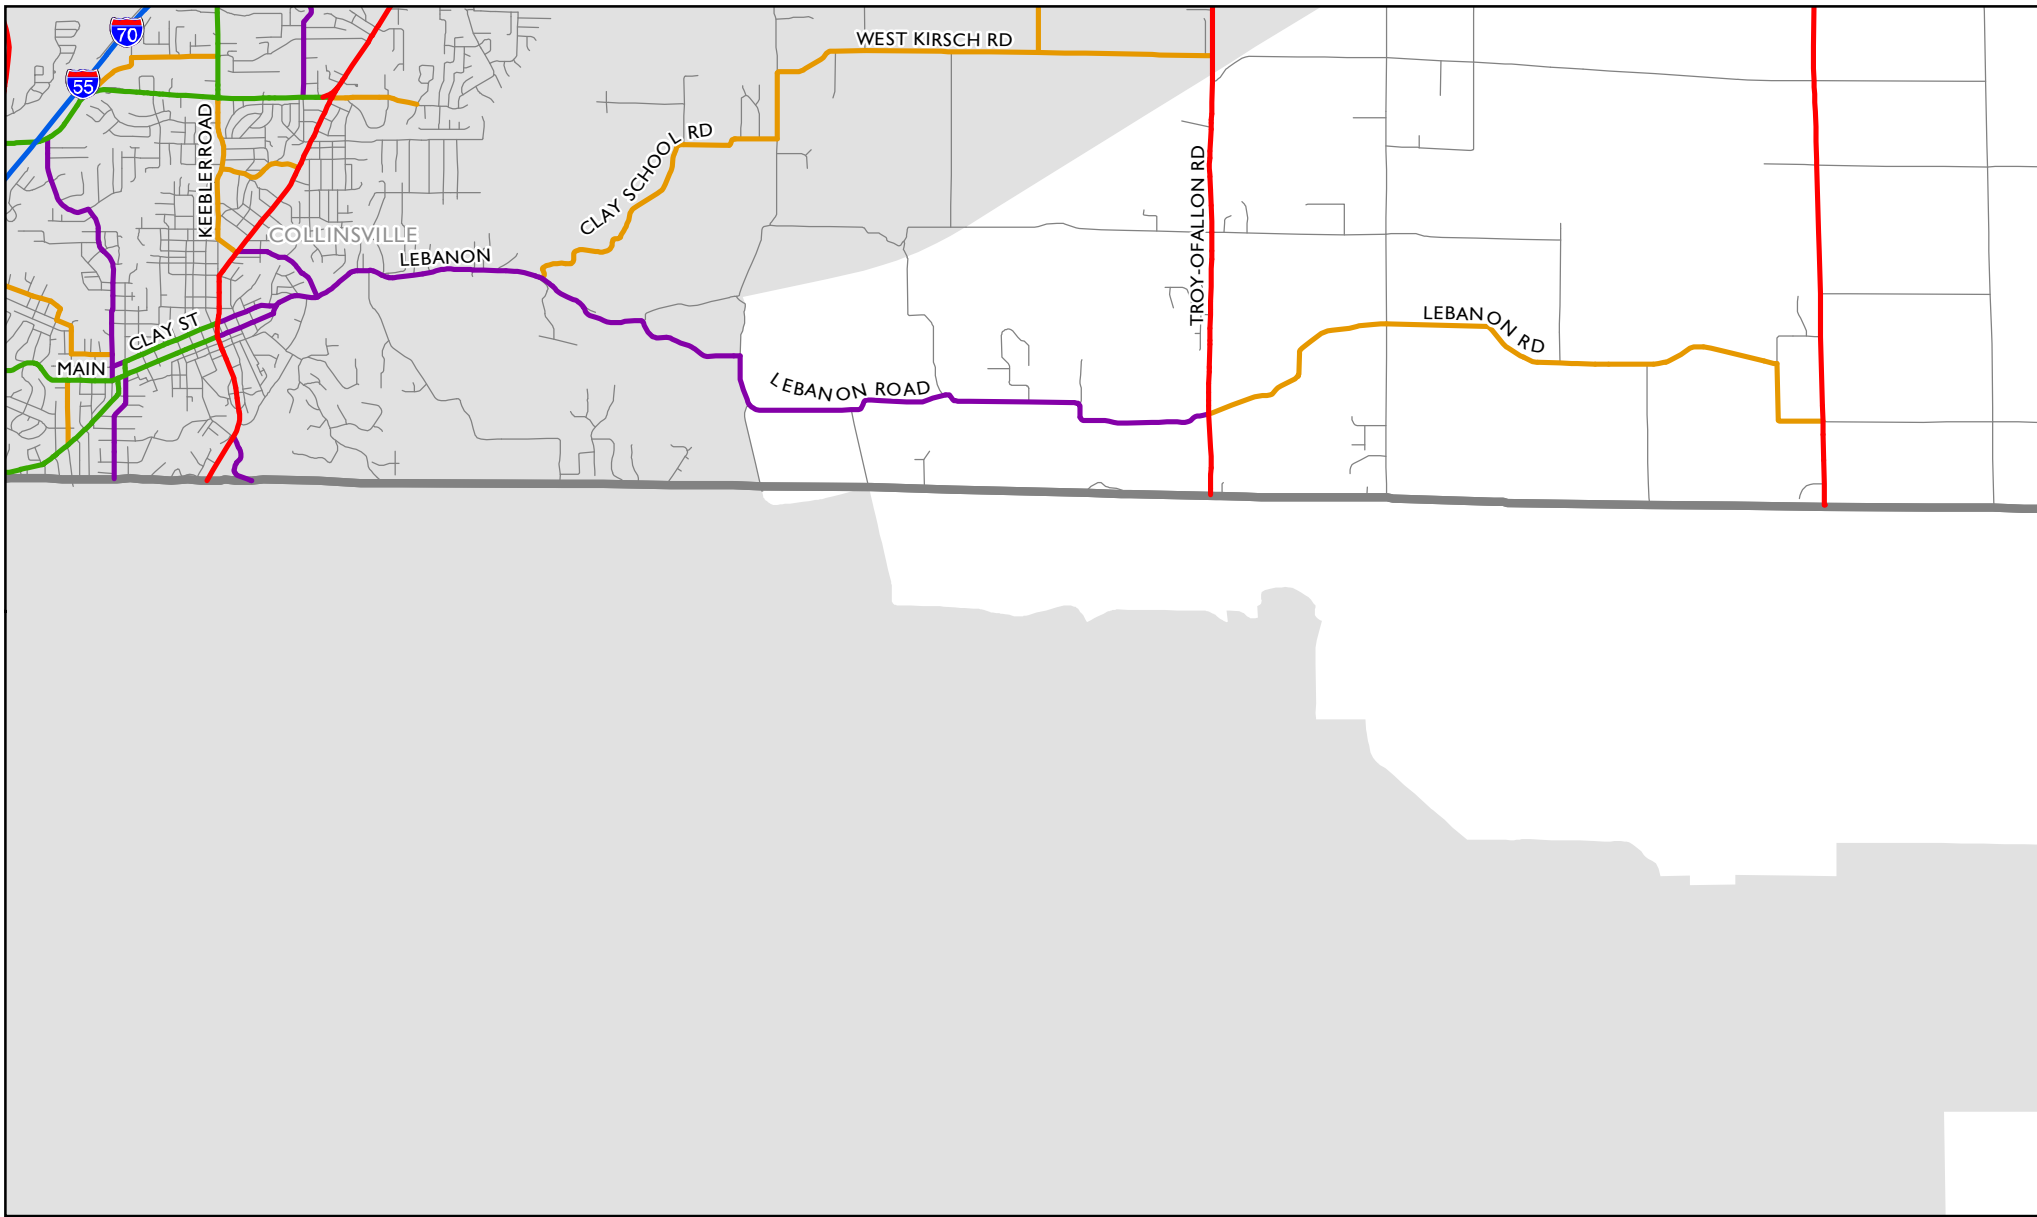 70
WEST KIRSCH RD
55
KEEBLERROAD
CLAY SCHOOL RD
TROY-OFALLON RD
COLLINSVILLE
LEBANON
LEBANON RD
CLAY ST
MAIN
LEBANON ROAD